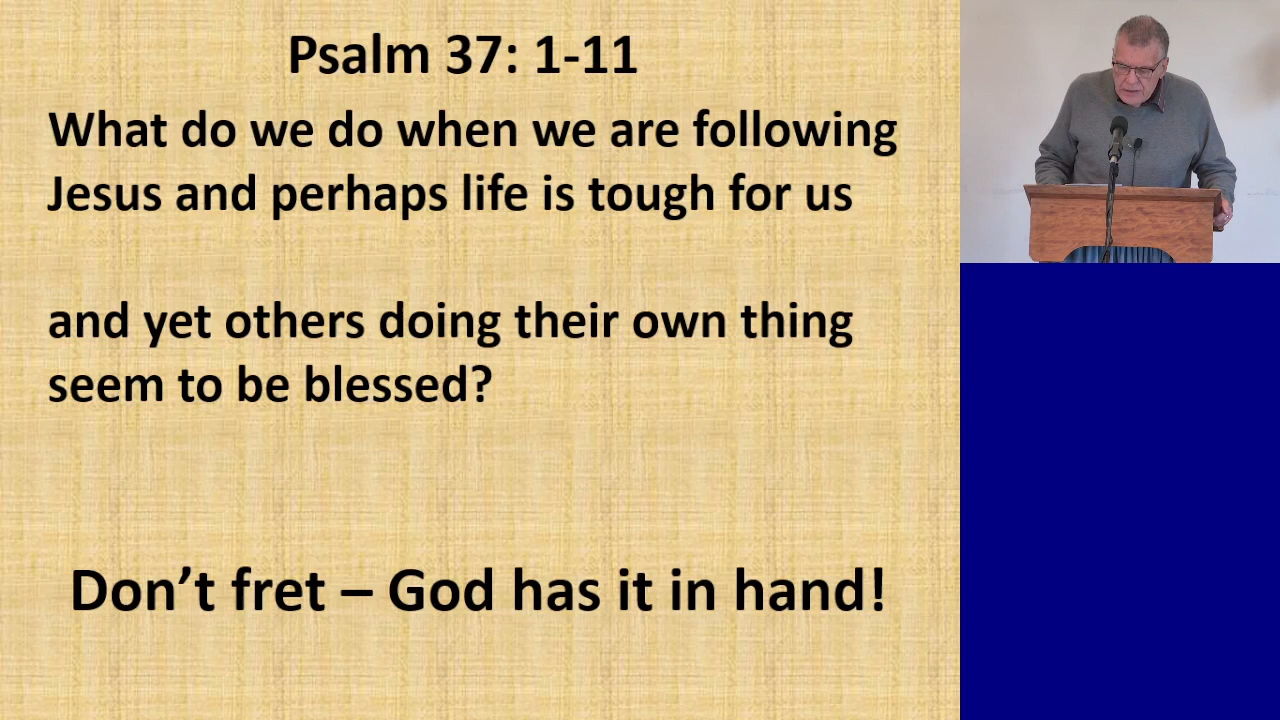 Psalm 37: 1-11
What do we do when we are following
Jesus and perhaps life is tough for us
and yet others doing their own thing
seem to be blessed?
Don’t fret – God has it in hand!